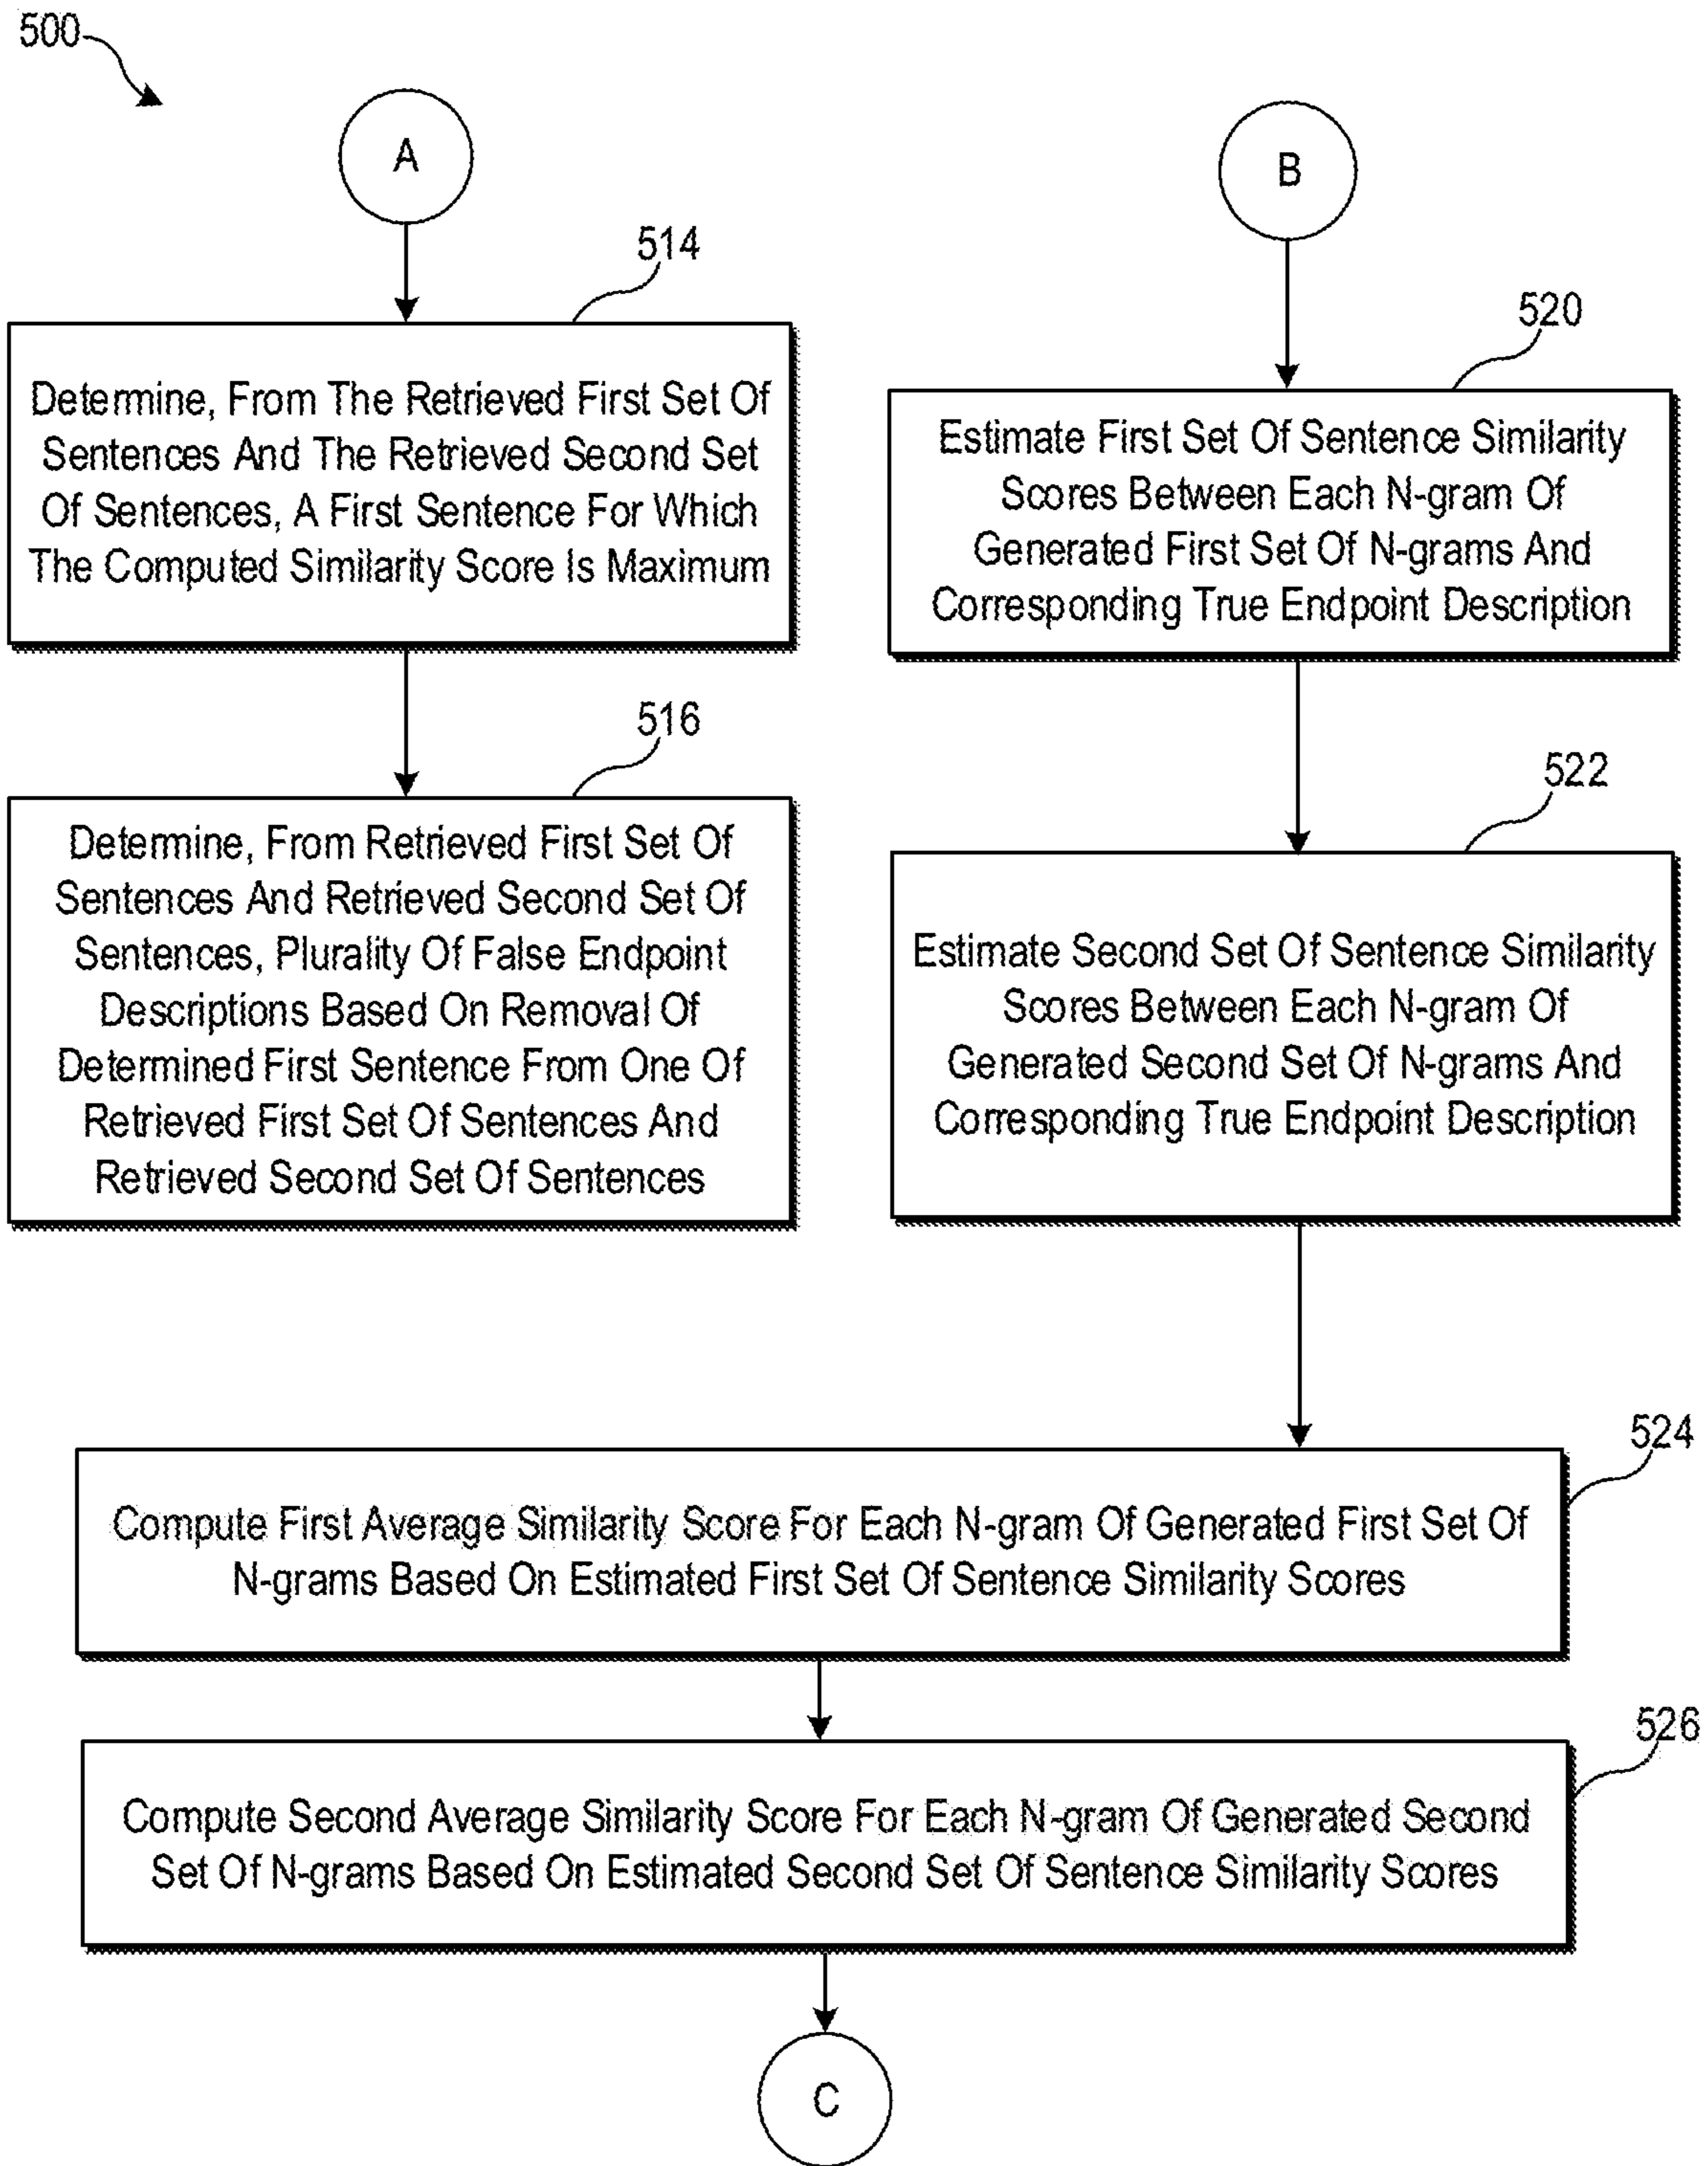 500
A
514
Determine, From The Retrieved First Set Of
Sentences And The Retrieved Second Set
Of Sentences, A First Sentence For Which
The Computed Similarity Score Is Maximum
516
Determine, From Retrieved First Set Of
Sentences And Retrieved Second Set Of
Sentences, Plurality Of False Endpoint
Descriptions Based On Removal Of
Determined First Sentence From One Of
Retrieved First Set Of Sentences And
Retrieved Second Set Of Sentences
B
520
Estimate First Set Of Sentence Similarity
Scores Between Each N-gram Of
Generated First Set Of N-grams And
Corresponding True Endpoint Description
522
Estimate Second Set Of Sentence Similarity
Scores Between Each N-gram Of
Generated Second Set Of N-grams And
Corresponding True Endpoint Description
524
Compute First Average Similarity Score For Each N-gram Of Generated First Set Of
N-grams Based On Estimated First Set Of Sentence Similarity Scores
526
Compute Second Average Similarity Score For Each N-gram Of Generated Second
Set Of N-grams Based On Estimated Second Set Of Sentence Similarity Scores
C